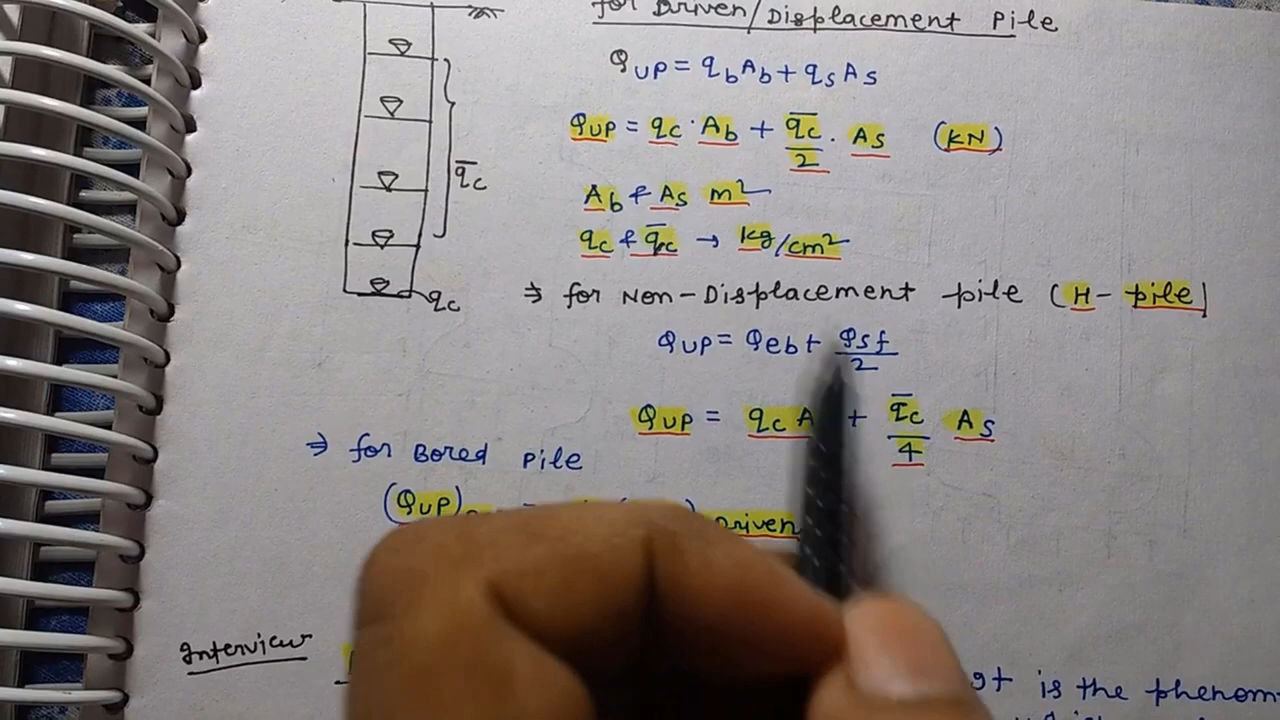 for Driven/Displacement Pile
QUP = qbAb + qsAs
QUP = qc · Ab + q̅c/2 · As (KN)
Ab & As m²
q̅c
qc & q̅c → kg/cm²
qc
⇒ for Non-Displacement pile (H-pile)
QUP = Qeb + Qsf/2
QUP = qc A + q̅c/4 As
⇒ for Bored Pile
(QUP) = ) Driven
Interview
is the phenom